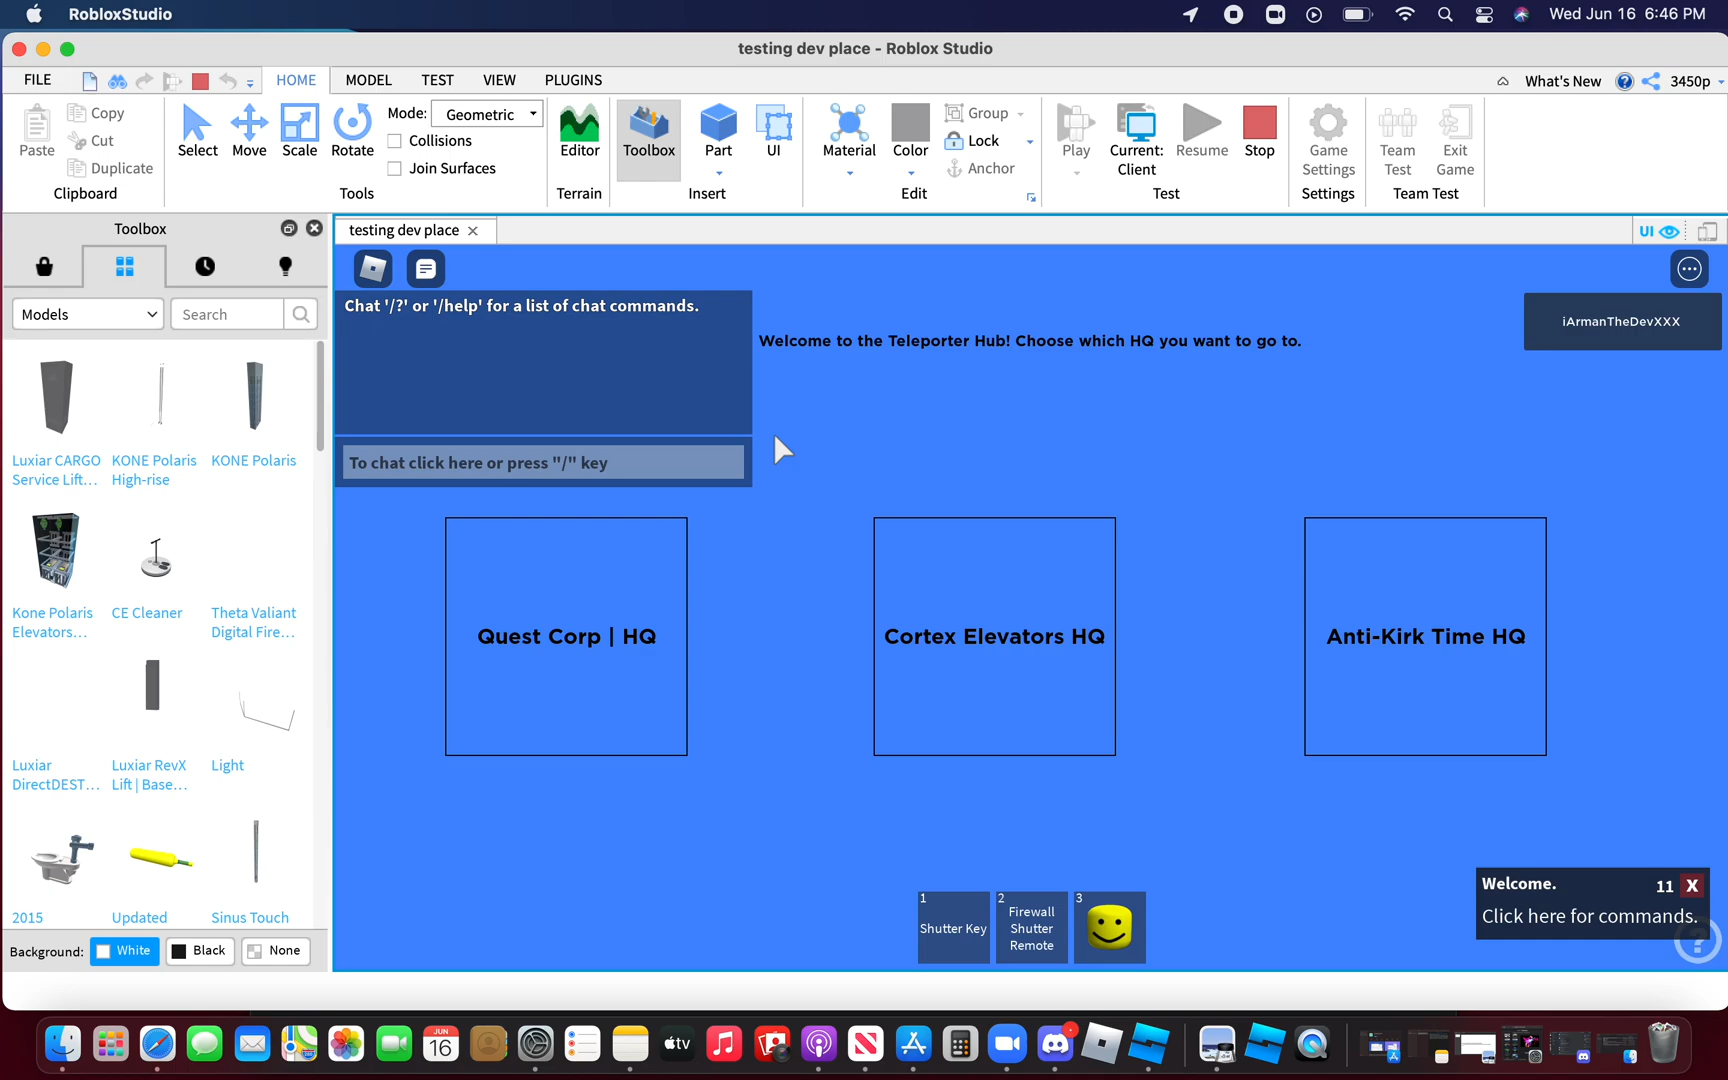 RobloxStudio
Wed Jun 16 6:46 PM
testing dev place - Roblox Studio
FILE
HOME
MODEL
TEST
VIEW
PLUGINS
What's New
3450p
Paste
Copy
Cut
Duplicate
Clipboard
Select
Move
Scale
Rotate
Mode:
Geometric
Collisions
Join Surfaces
Tools
Editor
Terrain
Toolbox
Part
UI
Insert
Material
Color
Group
Lock
Anchor
Edit
Play
Current:
Client
Resume
Stop
Test
Game
Settings
Settings
Team
Test
Exit
Game
Team Test
Toolbox
testing dev place
UI
Models
Search
Luxiar CARGO
Service Lift...
KONE Polaris
High-rise
KONE Polaris
Kone Polaris
Elevators...
CE Cleaner
Theta Valiant
Digital Fire...
Luxiar
DirectDEST...
Luxiar RevX
Lift | Base...
Light
2015
Updated
Sinus Touch
Background:
White
Black
None
Chat '/?' or '/help' for a list of chat commands.
To chat click here or press "/" key
Welcome to the Teleporter Hub! Choose which HQ you want to go to.
iArmanTheDevXXX
Quest Corp | HQ
Cortex Elevators HQ
Anti-Kirk Time HQ
1
Shutter Key
2
Firewall
Shutter
Remote
3
Welcome.
11
X
Click here for commands.
?
tv
JUN
16